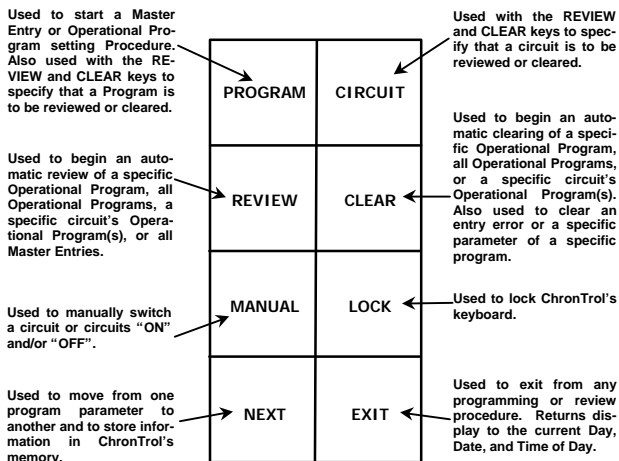 Used to start a Master
Entry or Operational Pro-
gram setting Procedure.
Also used with the RE-
VIEW and CLEAR keys to
specify that a Program is
to be reviewed or cleared.
Used with the REVIEW
and CLEAR keys to spec-
ify that a circuit is to be
reviewed or cleared.
PROGRAM
CIRCUIT
Used to begin an auto-
matic review of a specific
Operational Program, all
Operational Programs, a
specific circuit's Opera-
tional Program(s), or all
Master Entries.
Used to begin an auto-
matic clearing of a speci-
fic Operational Program,
all Operational Programs,
or a specific circuit's
Operational Program(s).
Also used to clear an
entry error or a specific
parameter of a specific
program.
REVIEW
CLEAR
Used to manually switch
a circuit or circuits “ON”
and/or “OFF”.
MANUAL
LOCK
Used to lock ChronTrol's
keyboard.
Used to move from one
program parameter to
another and to store infor-
mation in ChronTrol's
memory.
NEXT
EXIT
Used to exit from any
programming or review
procedure. Returns dis-
play to the current Day,
Date, and Time of Day.